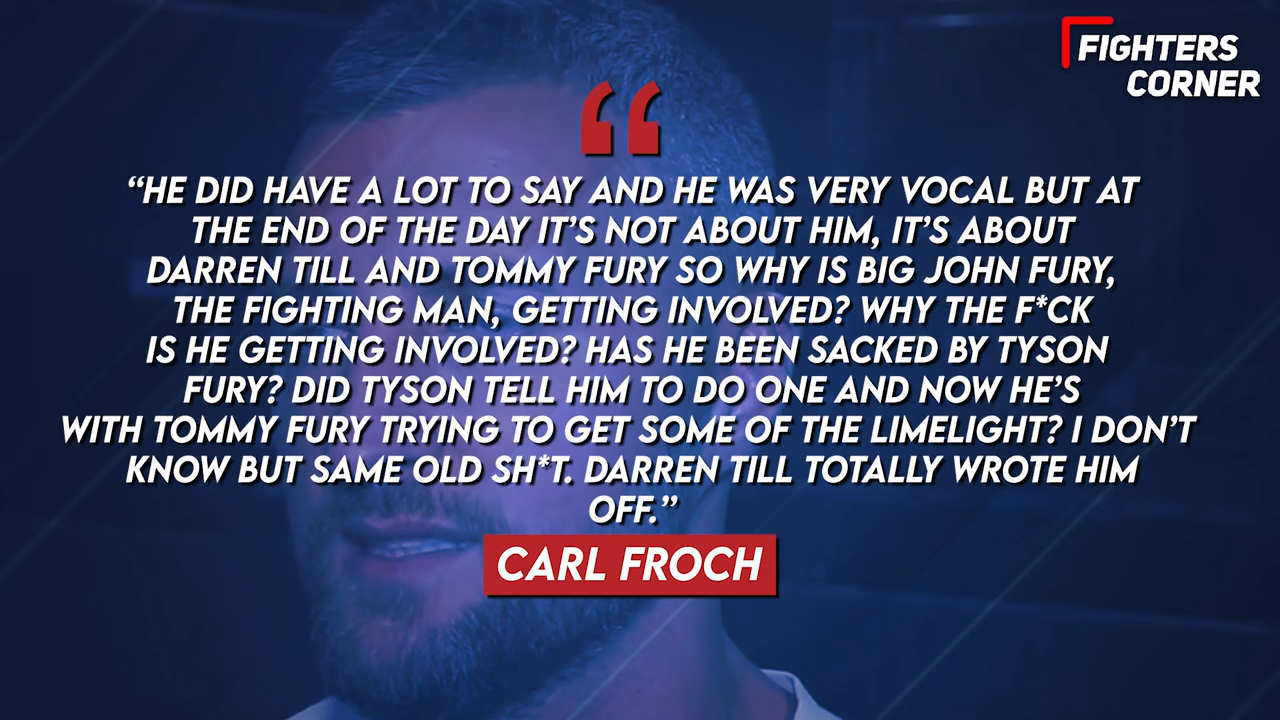 FIGHTERS
CORNER
“HE DID HAVE A LOT TO SAY AND HE WAS VERY VOCAL BUT AT
THE END OF THE DAY IT’S NOT ABOUT HIM, IT’S ABOUT
DARREN TILL AND TOMMY FURY SO WHY IS BIG JOHN FURY,
THE FIGHTING MAN, GETTING INVOLVED? WHY THE F*CK
IS HE GETTING INVOLVED? HAS HE BEEN SACKED BY TYSON
FURY? DID TYSON TELL HIM TO DO ONE AND NOW HE’S
WITH TOMMY FURY TRYING TO GET SOME OF THE LIMELIGHT? I DON’T
KNOW BUT SAME OLD SH*T. DARREN TILL TOTALLY WROTE HIM
OFF.”
CARL FROCH